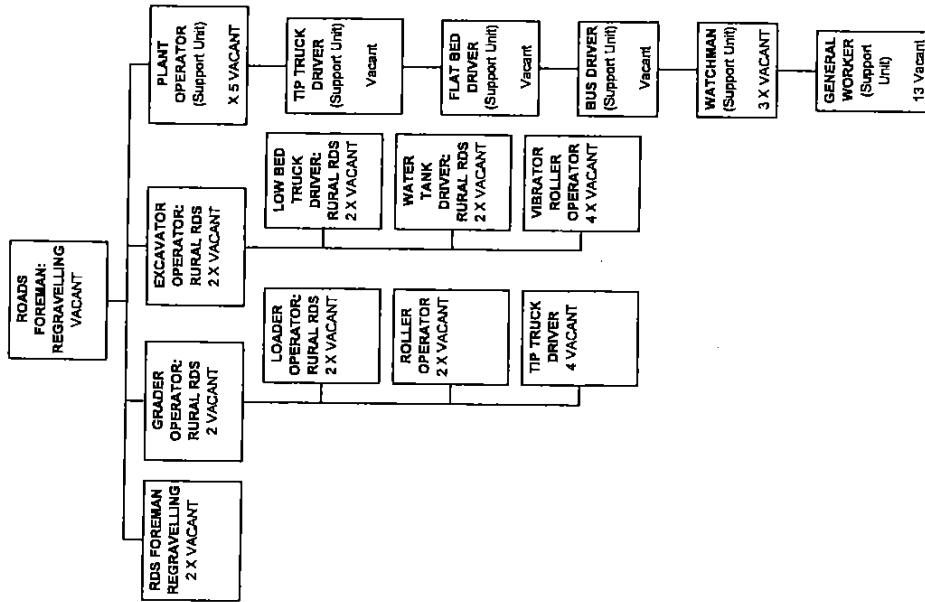 ROADS
FOREMAN:
REGRAVELLING
VACANT
RDS FOREMAN
REGRAVELLING
2 X VACANT
GRADER
OPERATOR:
RURAL RDS
2 VACANT
EXCAVATOR
OPERATOR:
RURAL RDS
2 X VACANT
PLANT
OPERATOR
(Support Unit)
X 5 VACANT
LOADER
OPERATOR:
RURAL RDS
2 X VACANT
LOW BED
TRUCK
DRIVER:
RURAL RDS
2 X VACANT
TIP TRUCK
DRIVER
(Support Unit)
Vacant
ROLLER
OPERATOR
2 X VACANT
WATER
TANK
DRIVER:
RURAL RDS
2 X VACANT
FLAT BED
DRIVER
(Support Unit)
Vacant
TIP TRUCK
DRIVER
4 VACANT
VIBRATOR
ROLLER
OPERATOR
4 X VACANT
BUS DRIVER
(Support Unit)
Vacant
WATCHMAN
(Support Unit)
3 X VACANT
GENERAL
WORKER
(Support
Unit)
13 Vacant